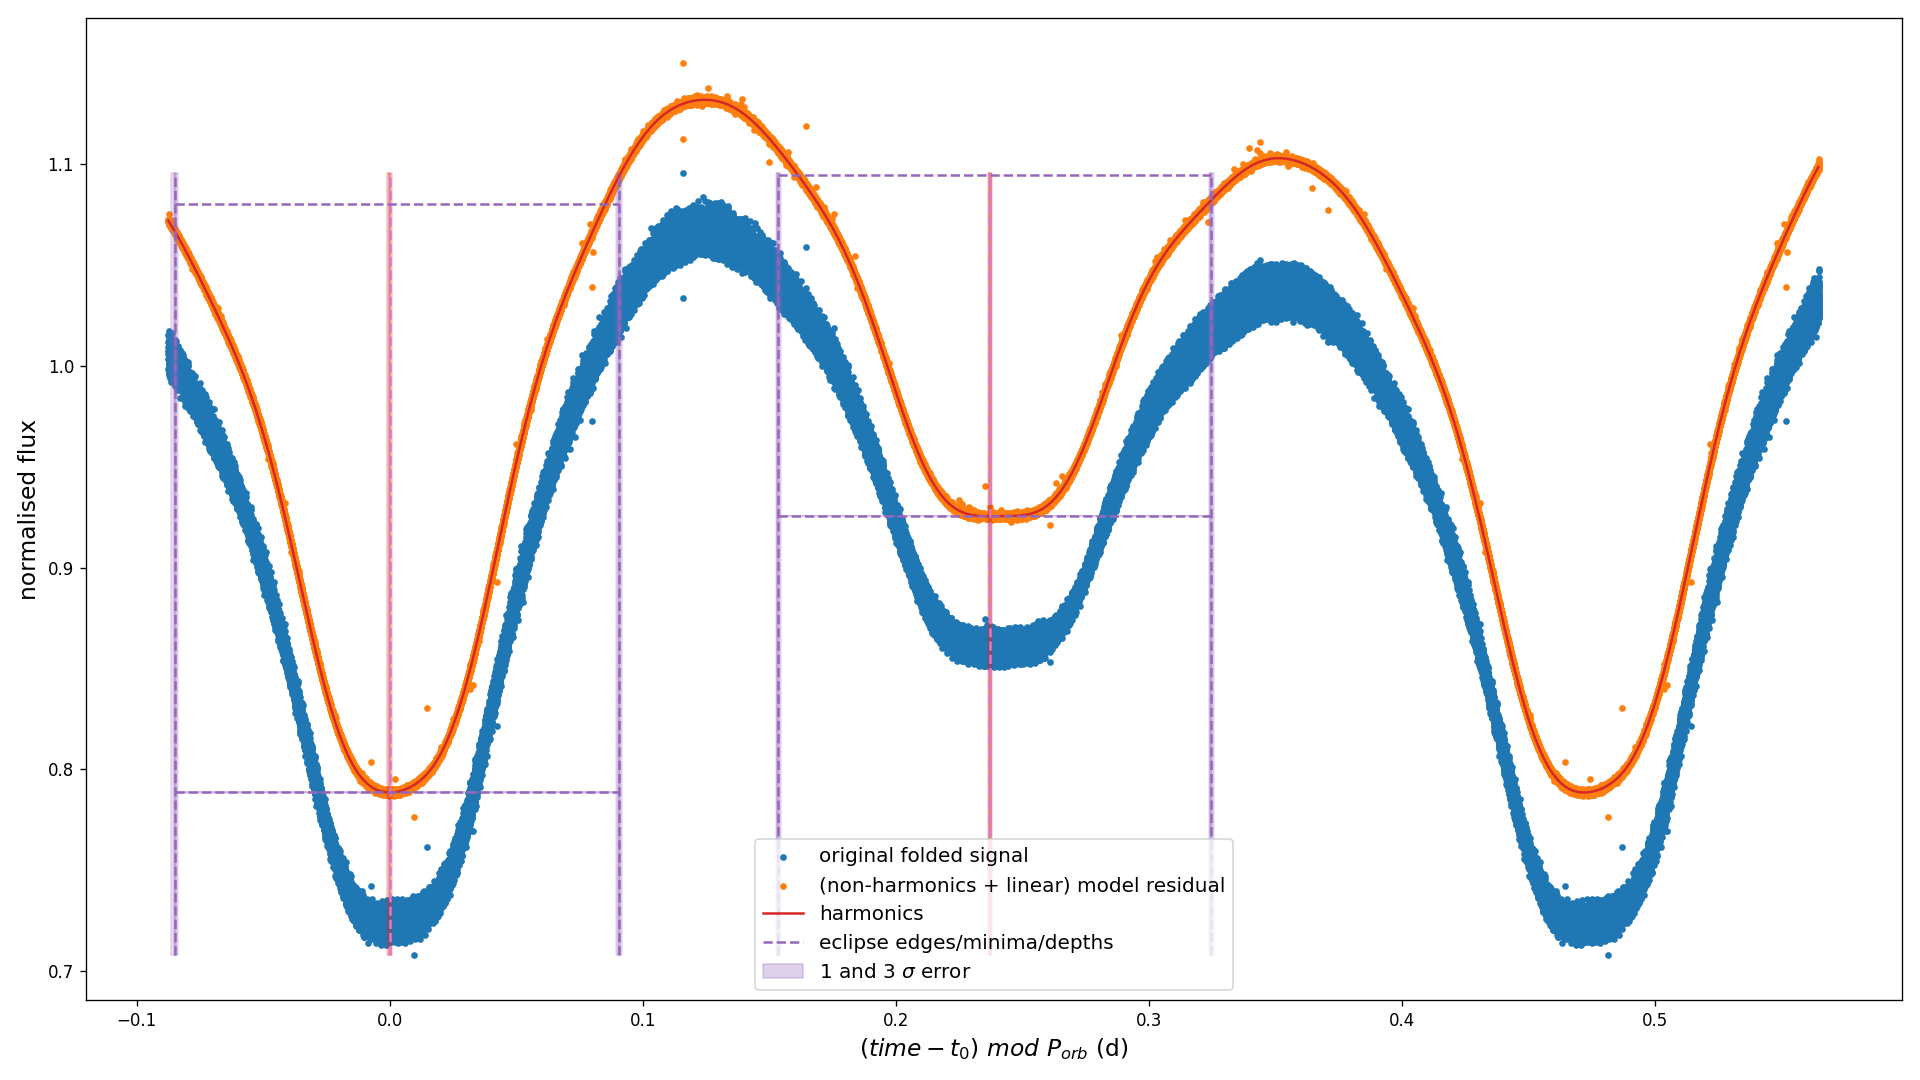 1.1
1.0
0.9
0.8
0.7
normalised flux
original folded signal
(non-harmonics + linear) model residual
harmonics
eclipse edges/minima/depths
1 and 3 σ error
−0.1 0.0 0.1 0.2 0.3 0.4 0.5
(time − t₀) mod P_orb (d)